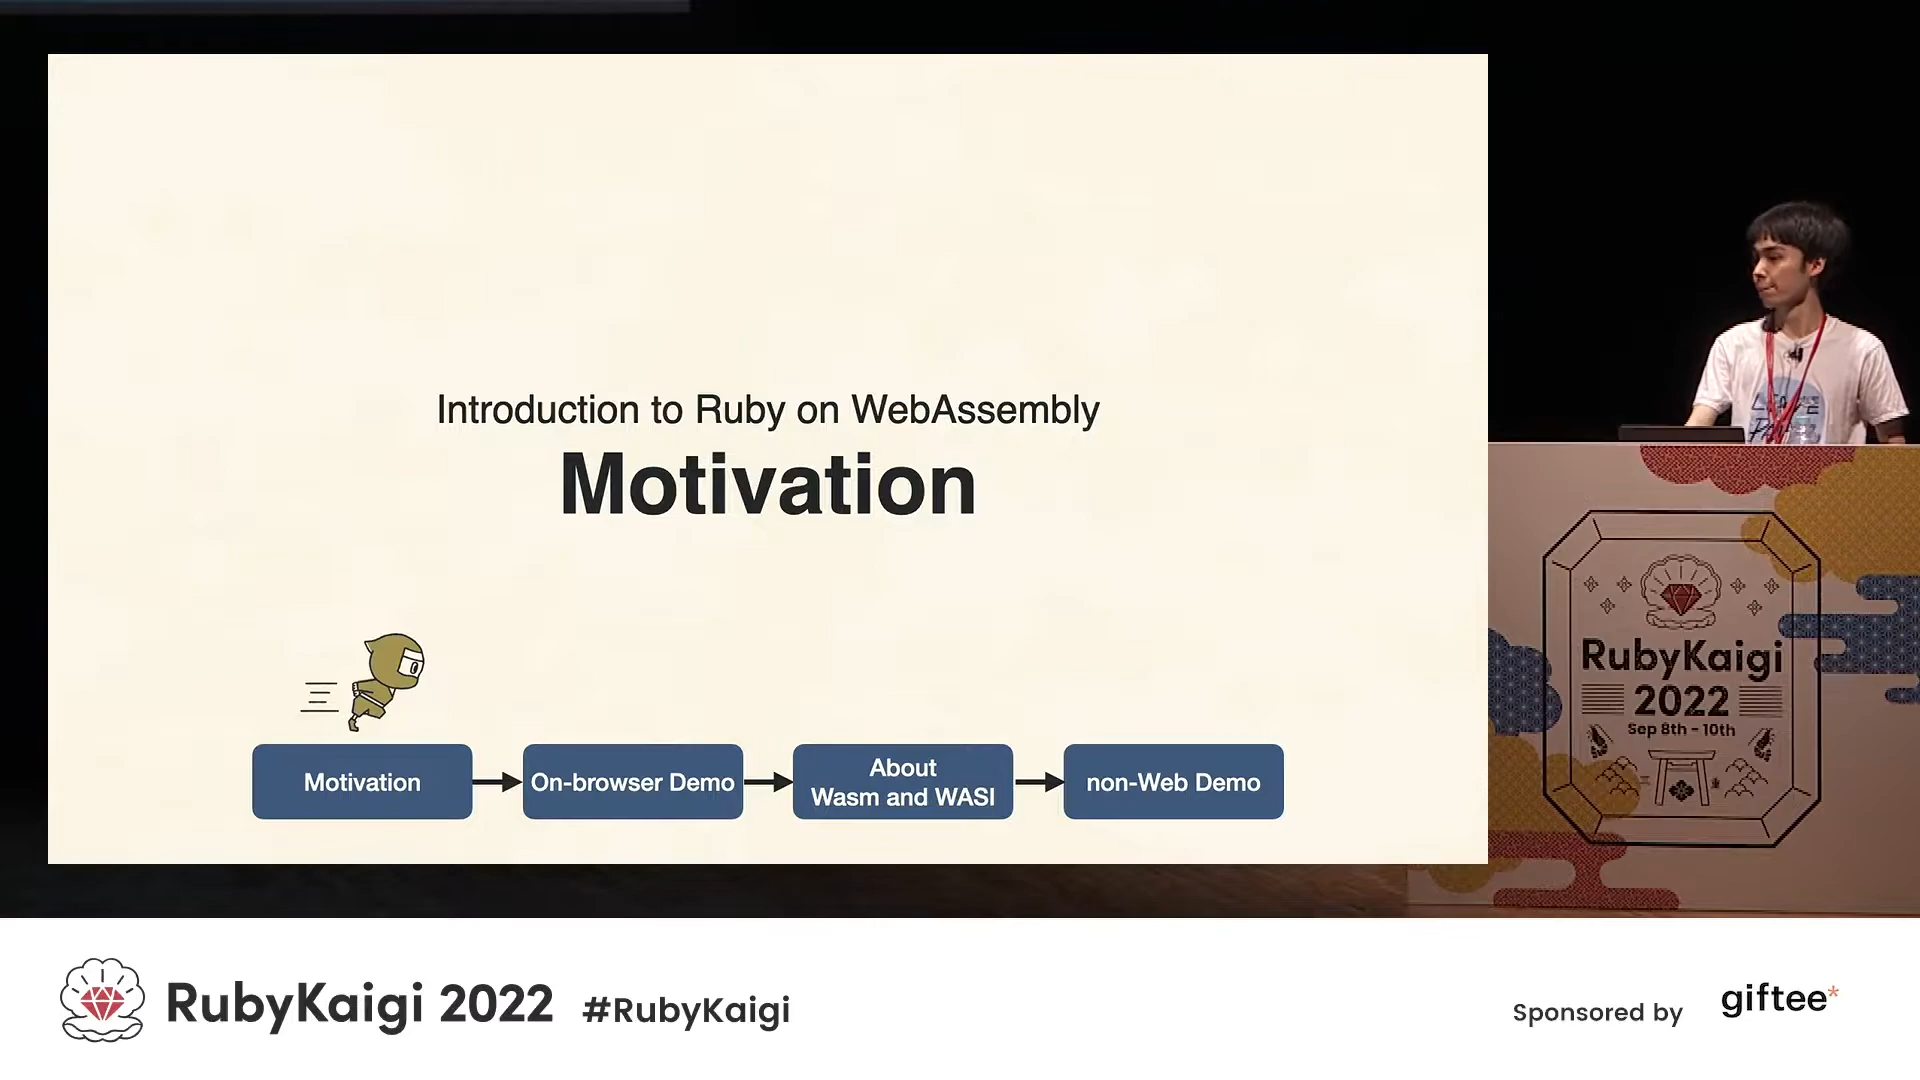 Introduction to Ruby on WebAssembly
Motivation
Motivation
On-browser Demo
About
Wasm and WASI
non-Web Demo
RubyKaigi
2022
Sep 8th - 10th
RubyKaigi 2022 #RubyKaigi
Sponsored by giftee*